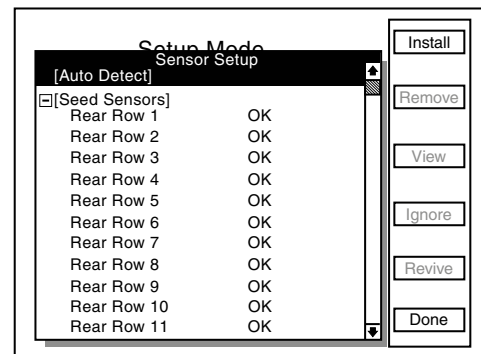 Setup Mode
Sensor Setup
[Auto Detect]
[Seed Sensors]
Rear Row 1 OK
Rear Row 2 OK
Rear Row 3 OK
Rear Row 4 OK
Rear Row 5 OK
Rear Row 6 OK
Rear Row 7 OK
Rear Row 8 OK
Rear Row 9 OK
Rear Row 10 OK
Rear Row 11 OK
Install
Remove
View
Ignore
Revive
Done